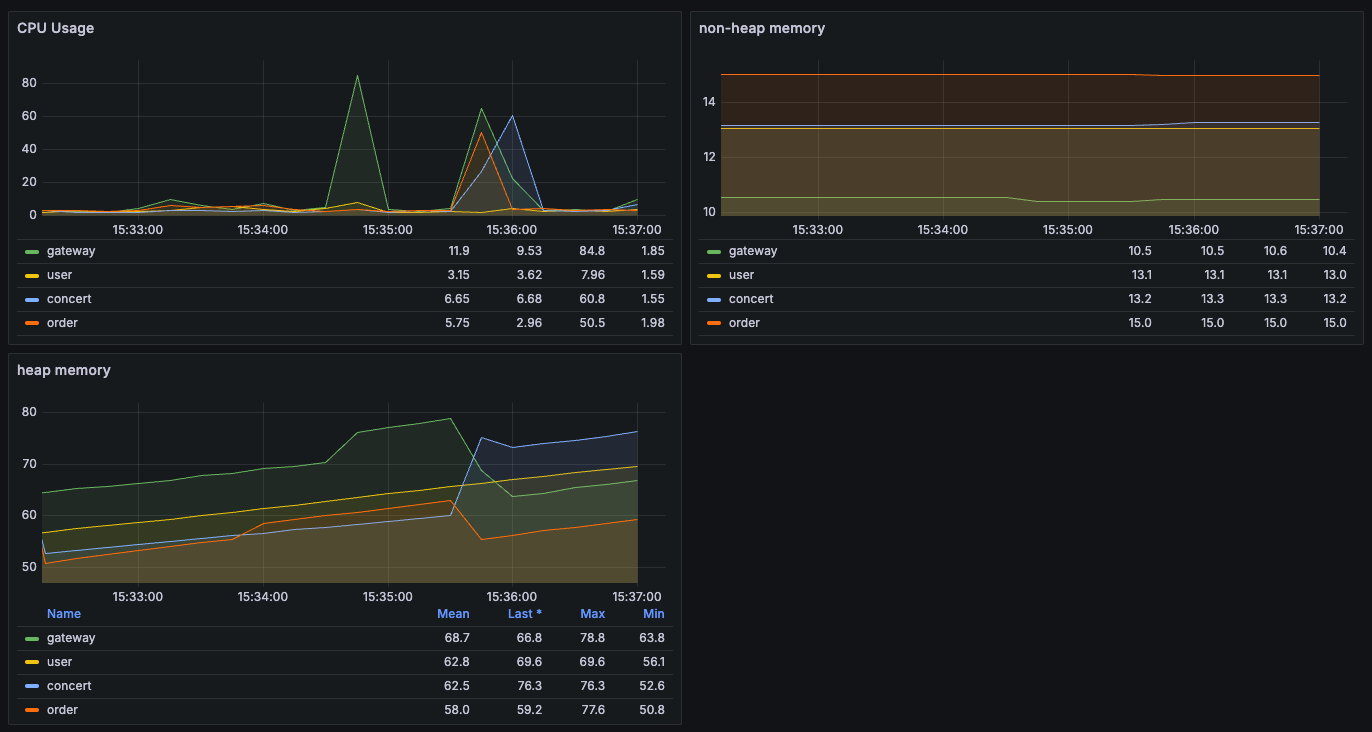 CPU Usage
80
60
40
20
0
15:33:00 15:34:00 15:35:00 15:36:00 15:37:00
gateway 11.9 9.53 84.8 1.85
user 3.15 3.62 7.96 1.59
concert 6.65 6.68 60.8 1.55
order 5.75 2.96 50.5 1.98
non-heap memory
14
12
10
15:33:00 15:34:00 15:35:00 15:36:00 15:37:00
gateway 10.5 10.5 10.6 10.4
user 13.1 13.1 13.1 13.0
concert 13.2 13.3 13.3 13.2
order 15.0 15.0 15.0 15.0
heap memory
80
70
60
50
15:33:00 15:34:00 15:35:00 15:36:00 15:37:00
Name Mean Last * Max Min
gateway 68.7 66.8 78.8 63.8
user 62.8 69.6 69.6 56.1
concert 62.5 76.3 76.3 52.6
order 58.0 59.2 77.6 50.8